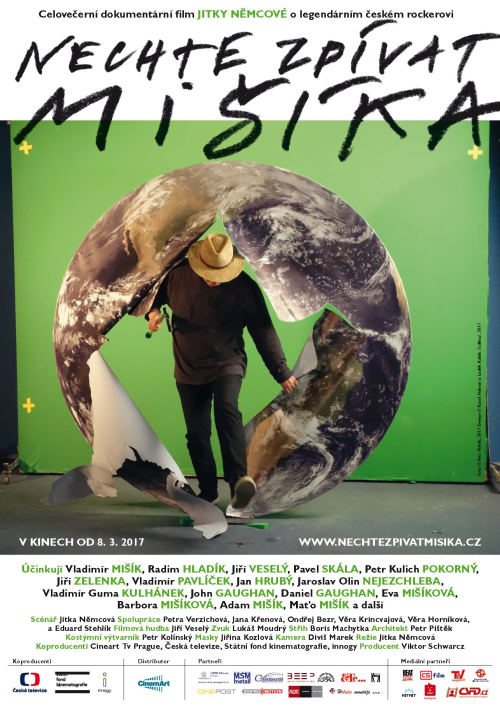 Celovečerní dokumentární film JITKY NĚMCOVÉ o legendárním českém rockerovi
NECHTE ZPÍVAT
MIŠÍKA
V KINECH OD 8. 3. 2017
WWW.NECHTEZPIVATMISIKA.CZ
Účinkují Vladimír MIŠÍK, Radim HLADÍK, Jiří VESELÝ, Pavel SKÁLA, Petr Kulich POKORNÝ,
Jiří ZELENKA, Vladimír PAVLÍČEK, Jan HRUBÝ, Jaroslav Olin NEJEZCHLEBA,
Vladimír Guma KULHÁNEK, John GAUGHAN, Daniel GAUGHAN, Eva MIŠÍKOVÁ,
Barbora MIŠÍKOVÁ, Adam MIŠÍK, Maťo MIŠÍK a další
Scénář Jitka Němcová Spolupráce Petra Verzichová, Jana Křenová, Ondřej Bezr, Věra Krincvajová, Věra Horníková,
a Eduard Stehlík Filmová hudba Jiří Veselý Zvuk Lukáš Moudrý Střih Boris Machytka Architekt Petr Pištěk
Kostýmní výtvarník Petr Kolínský Masky Jiřina Kozlová Kamera Diviš Marek Režie Jitka Němcová
Koproducenti Cineart Tv Prague, Česká televize, Státní fond kinematografie, innogy Producent Viktor Schwarcz
Koproducenti
Distributor
Partneři
Mediální partneři
Česká televize
fond
kinematografie
innogy
CinemArt
MSM
metall
BEEP
CINEPOST
BEAT
film